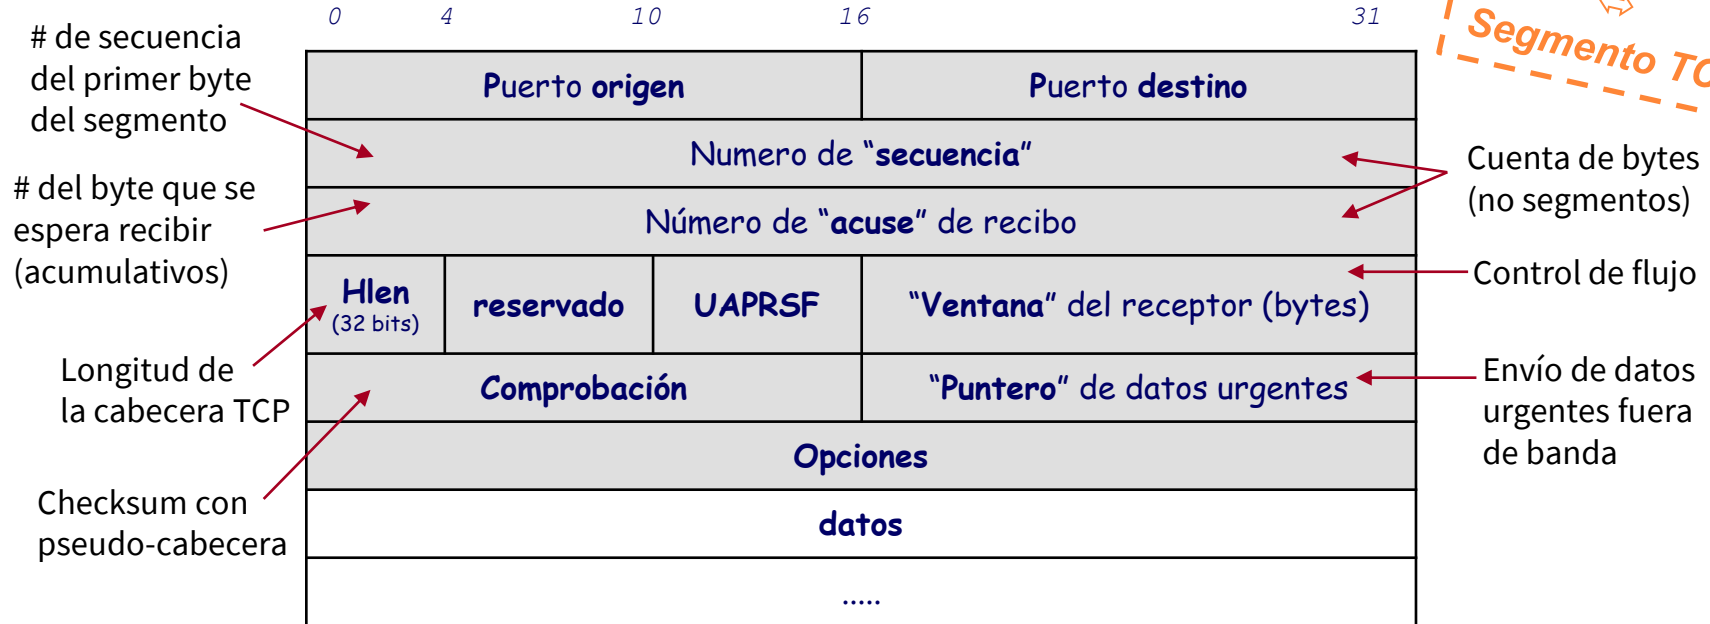 0 4 10 16 31
# de secuencia
del primer byte
del segmento
Segmento
Puerto origen Puerto destino
Numero de "secuencia"
Cuenta de bytes
(no segmentos)
# del byte que se
espera recibir
(acumulativos)
Número de "acuse" de recibo
Hlen
(32 bits)
reservado UAPRSF "Ventana" del receptor (bytes)
Control de flujo
Longitud de
la cabecera TCP
Comprobación "Puntero" de datos urgentes
Envío de datos
urgentes fuera
de banda
Opciones
Checksum con
pseudo-cabecera
datos
.....